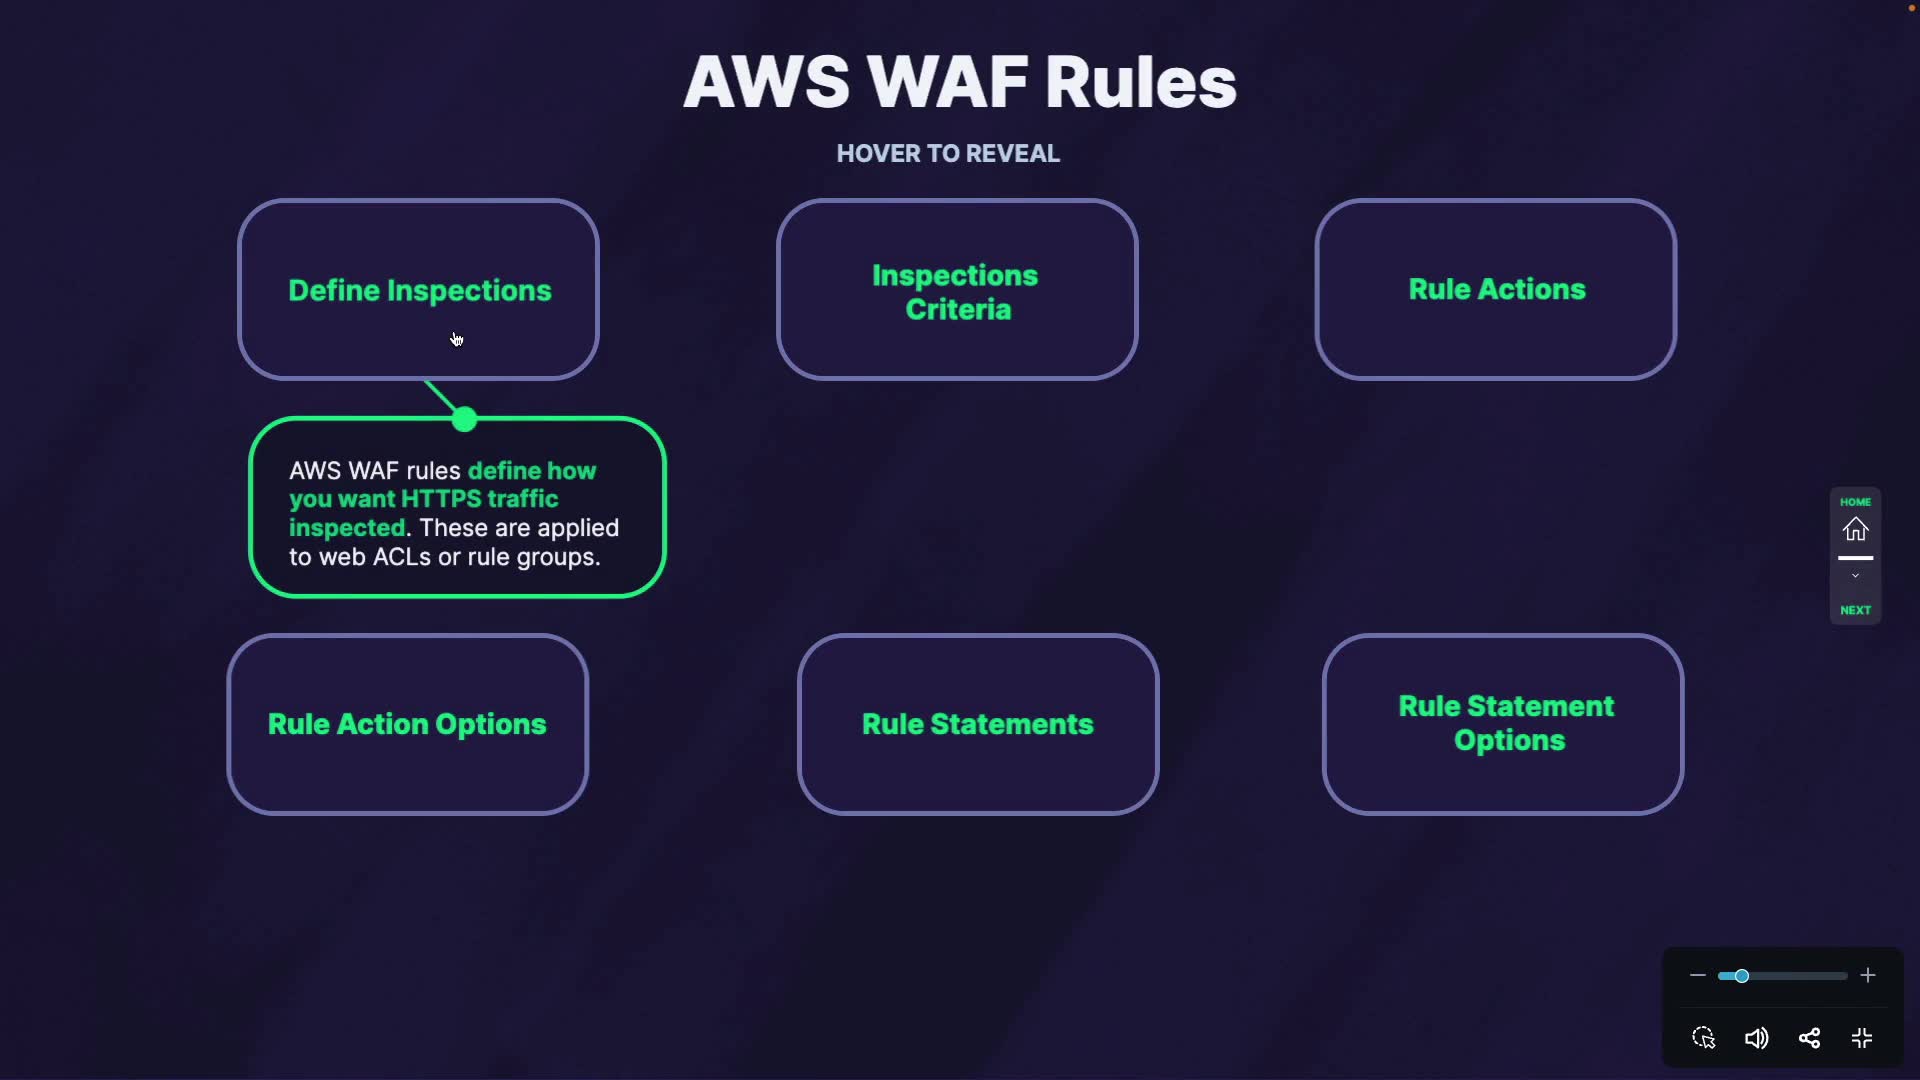 AWS WAF Rules
HOVER TO REVEAL
Define Inspections
Inspections
Criteria
Rule Actions
AWS WAF rules define how
you want HTTPS traffic
inspected. These are applied
to web ACLs or rule groups.
HOME
NEXT
Rule Action Options
Rule Statements
Rule Statement
Options